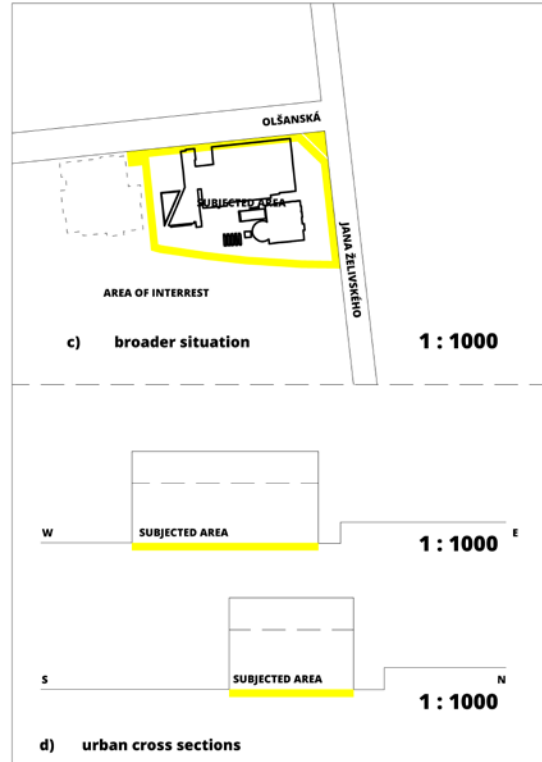 OLŠANSKÁ
SUBJECTED AREA
JANA ŽELIVSKÉHO
AREA OF INTERREST
c) broader situation 1 : 1000
W SUBJECTED AREA E
1 : 1000
S SUBJECTED AREA N
1 : 1000
d) urban cross sections